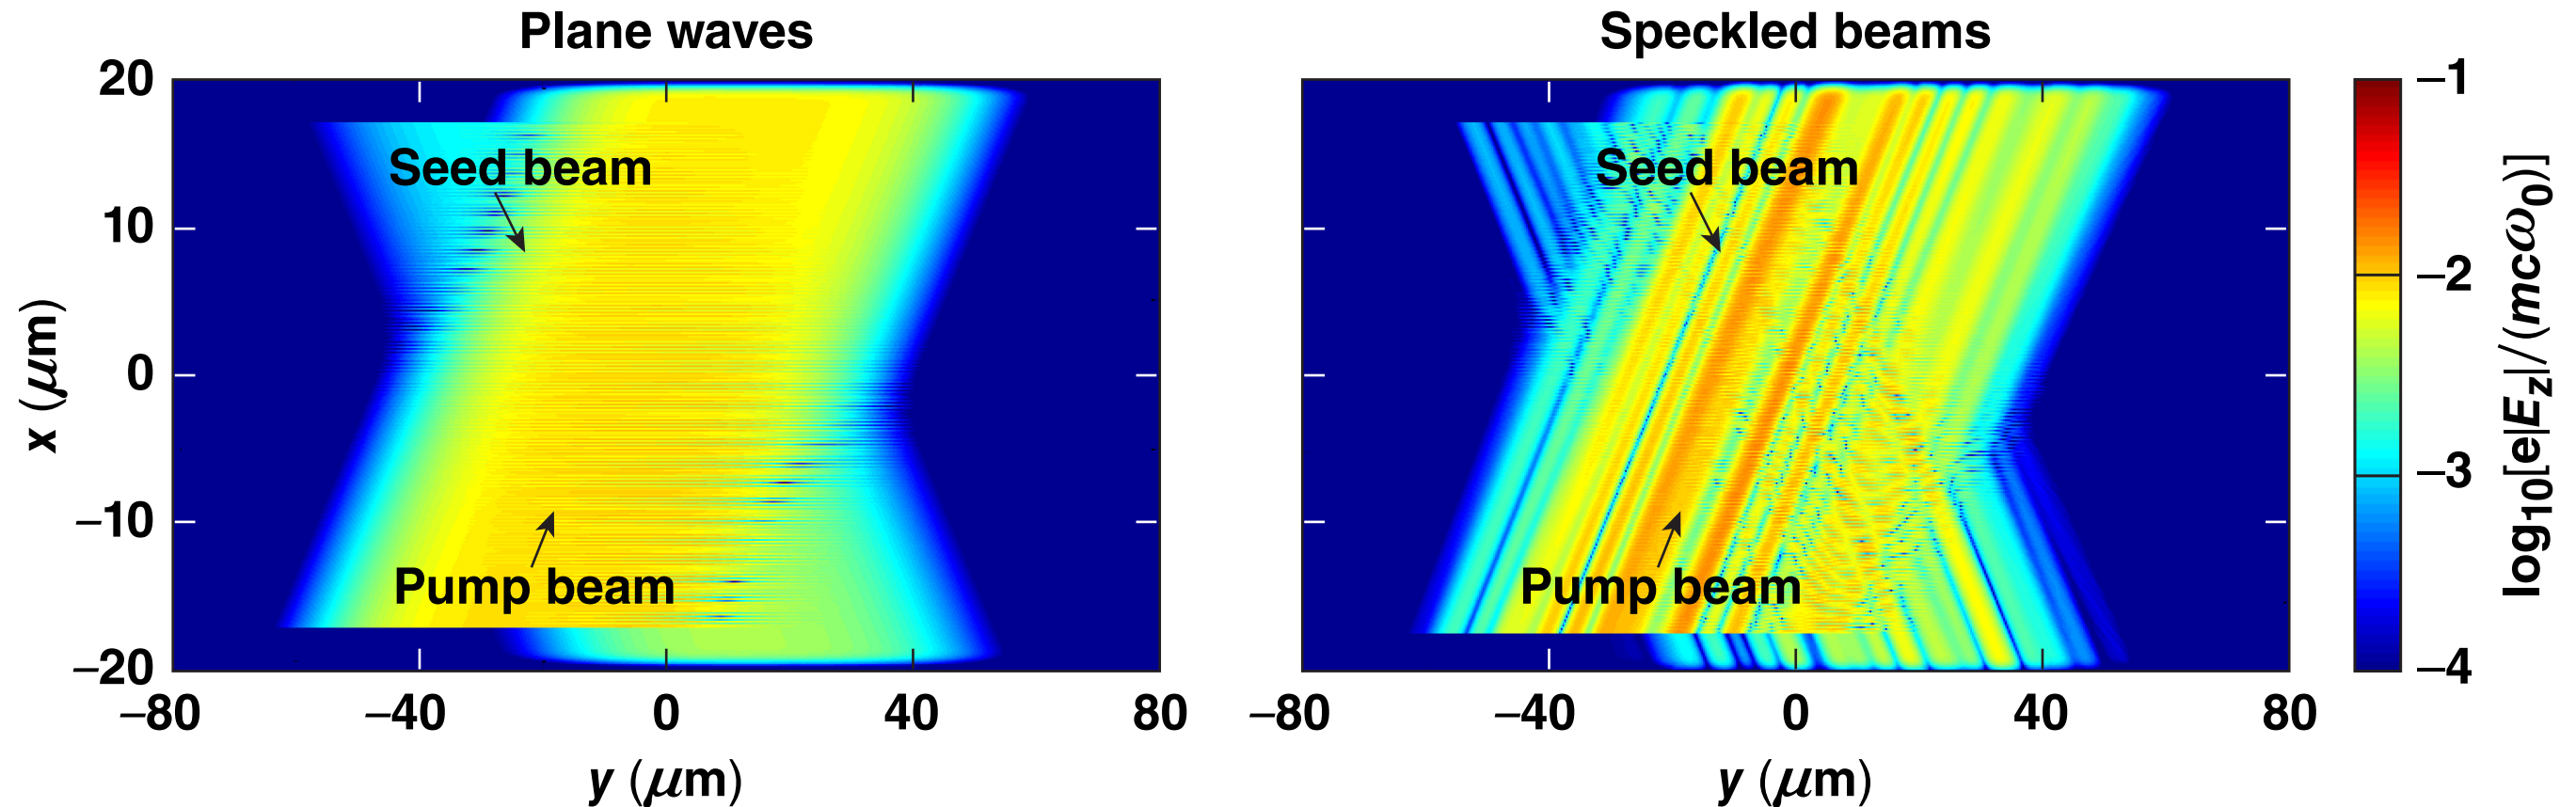 Plane waves
Speckled beams
20
10
0
–10
–20
x (μm)
Seed beam
Pump beam
–80
–40
0
40
80
y (μm)
Seed beam
Pump beam
–80
–40
0
40
80
y (μm)
–1
–2
–3
–4
log10[e|Ez|/(mcω0)]